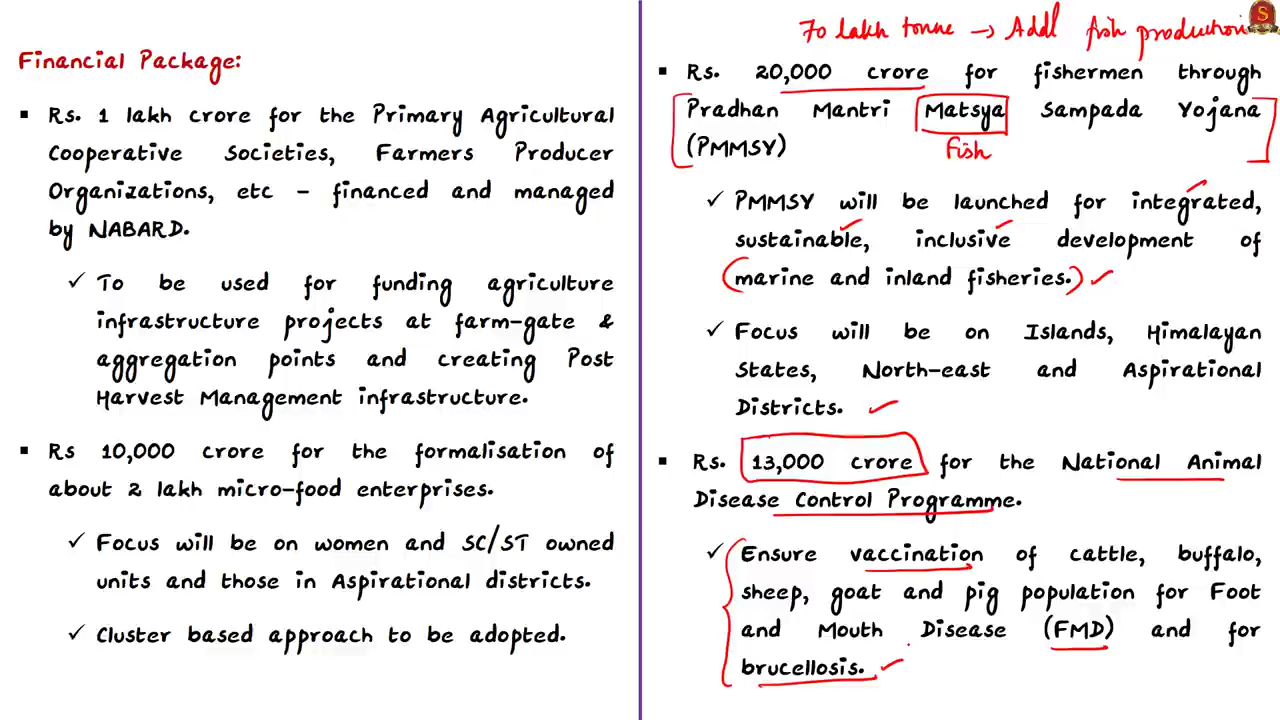 Financial Package:
▪ Rs. 1 lakh crore for the Primary Agricultural
Cooperative Societies, Farmers Producer
Organizations, etc – financed and managed
by NABARD.
✓ To be used for funding agriculture
infrastructure projects at farm-gate &
aggregation points and creating Post
Harvest Management infrastructure.
▪ Rs 10,000 crore for the formalisation of
about 2 lakh micro-food enterprises.
✓ Focus will be on women and SC/ST owned
units and those in Aspirational districts.
✓ Cluster based approach to be adopted.
70 lakh tonne → Addl fish production
▪ Rs. 20,000 crore for fishermen through
Pradhan Mantri Matsya Sampada Yojana
(PMMSY)
Fish
✓ PMMSY will be launched for integrated,
sustainable, inclusive development of
(marine and inland fisheries.)
✓ Focus will be on Islands, Himalayan
States, North-east and Aspirational
Districts.
▪ Rs. 13,000 crore for the National Animal
Disease Control Programme.
✓ Ensure vaccination of cattle, buffalo,
sheep, goat and pig population for Foot
and Mouth Disease (FMD) and for
brucellosis.